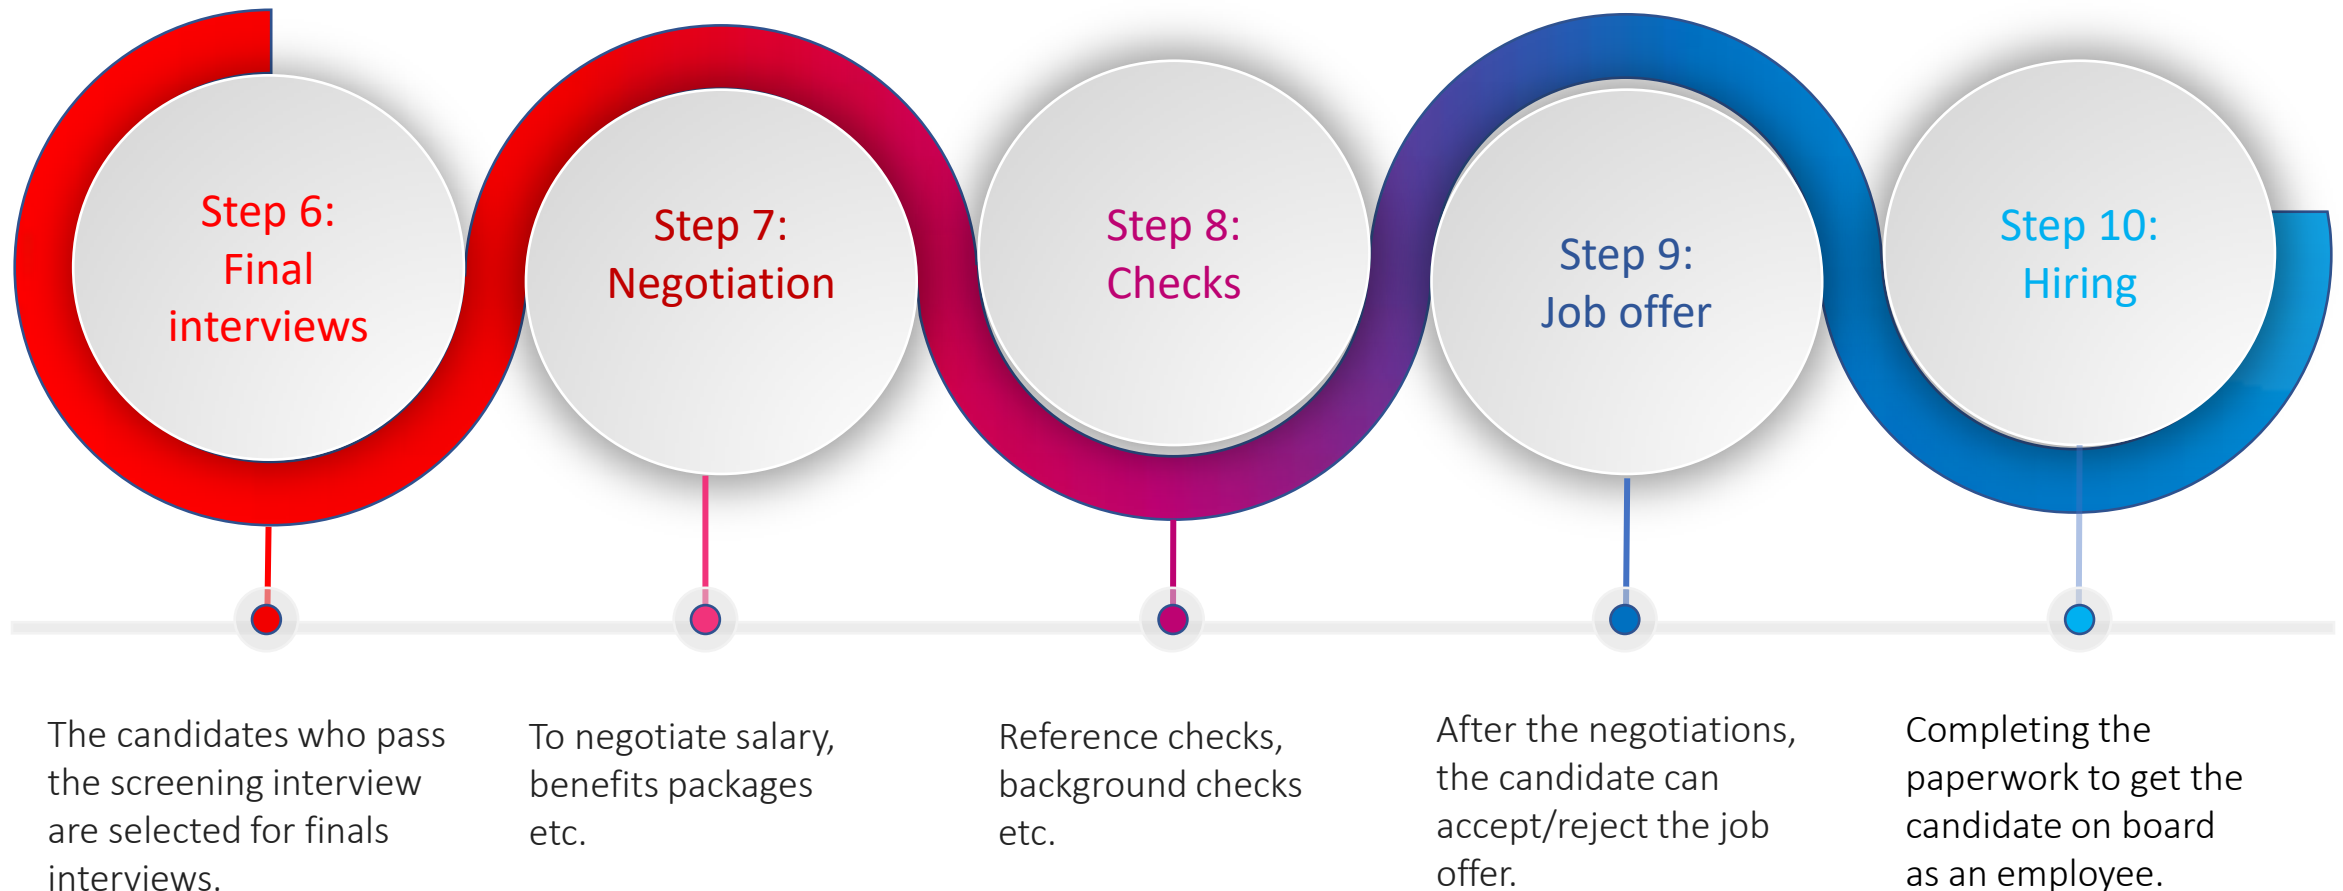 Step 6:
Final
interviews
Step 7:
Negotiation
Step 8:
Checks
Step 9:
Job offer
Step 10:
Hiring
The candidates who pass
the screening interview
are selected for finals
interviews.
To negotiate salary,
benefits packages
etc.
Reference checks,
background checks
etc.
After the negotiations,
the candidate can
accept/reject the job
offer.
Completing the
paperwork to get the
candidate on board
as an employee.